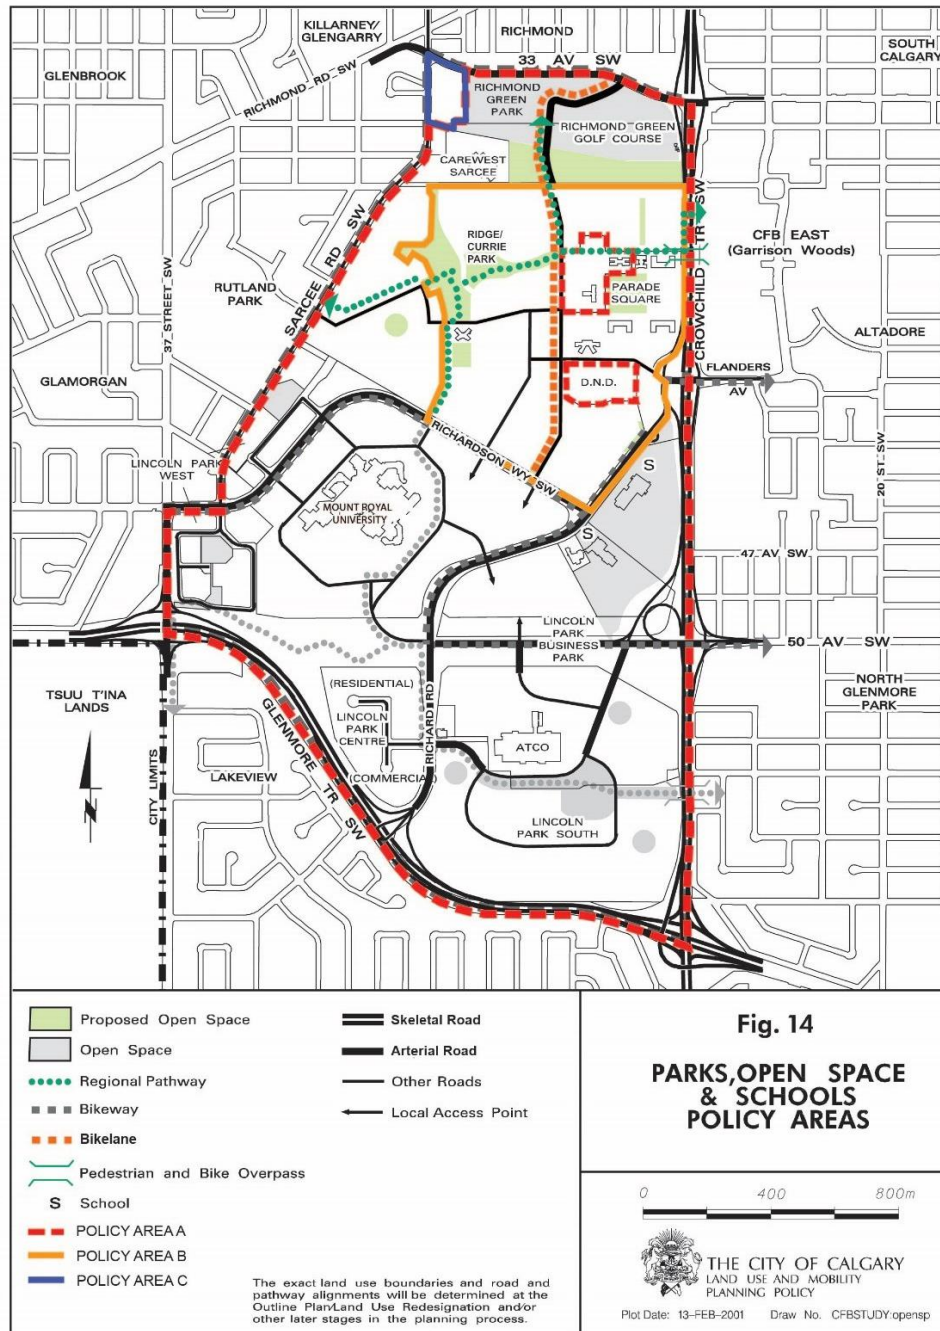 KILLARNEY/
GLENGARRY
RICHMOND
SOUTH
CALGARY
GLENBROOK
RICHMOND RD SW
33 AV SW
RICHMOND
GREEN
PARK
RICHMOND GREEN
GOLF COURSE
CAREWEST
SARCEE
SARCEE RD SW
37 STREET SW
RIDGE/
CURRIE
PARK
CROWCHILD TR SW
CFB EAST
(Garrison Woods)
RUTLAND
PARK
PARADE
SQUARE
ALTADORE
GLAMORGAN
D.N.D.
FLANDERS
AV
RICHARDSON WY SW
LINCOLN PARK
WEST
S
20 ST. SW
MOUNT ROYAL
UNIVERSITY
S
47 AV SW
LINCOLN
PARK
BUSINESS
PARK
50 AV SW
TSUU T'INA
LANDS
(RESIDENTIAL)
LINCOLN
PARK
CENTRE
(COMMERCIAL)
RICHARD RD
NORTH
GLENMORE
PARK
GLENMORE TR SW
ATCO
LAKEVIEW
CITY LIMITS
LINCOLN
PARK SOUTH
N
Proposed Open Space
Open Space
Regional Pathway
Bikeway
Bikelane
Pedestrian and Bike Overpass
S School
POLICY AREA A
POLICY AREA B
POLICY AREA C
Skeletal Road
Arterial Road
Other Roads
Local Access Point
The exact land use boundaries and road and
pathway alignments will be determined at the
Outline Plan/Land Use Redesignation and/or
other later stages in the planning process.
Fig. 14
PARKS,OPEN SPACE
& SCHOOLS
POLICY AREAS
0 400 800m
THE CITY OF CALGARY
LAND USE AND MOBILITY
PLANNING POLICY
Plot Date: 13-FEB-2001 Draw No. CFBSTUDY:opensp